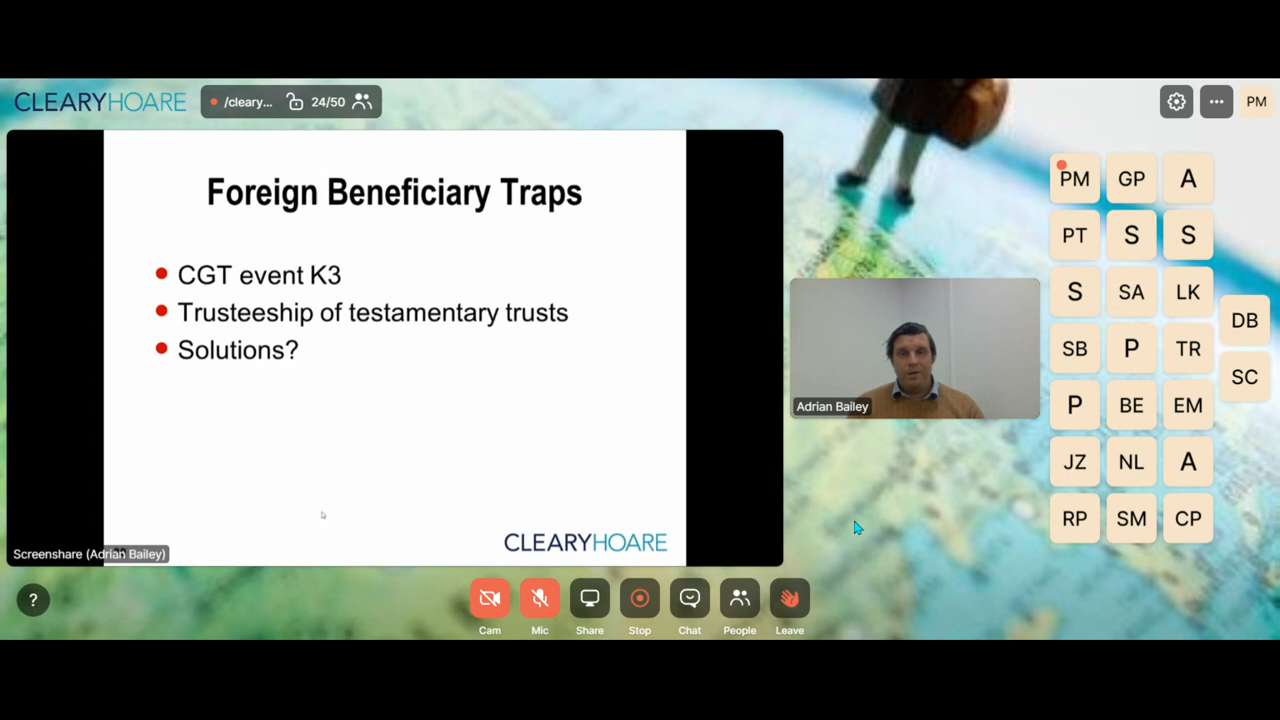 CLEARYHOARE
/cleary...
24/50
PM
Foreign Beneficiary Traps
CGT event K3
Trusteeship of testamentary trusts
Solutions?
CLEARYHOARE
Screenshare (Adrian Bailey)
Adrian Bailey
PM
GP
A
PT
S
S
S
SA
LK
DB
SB
P
TR
SC
P
BE
EM
JZ
NL
A
RP
SM
CP
?
Cam
Mic
Share
Stop
Chat
People
Leave